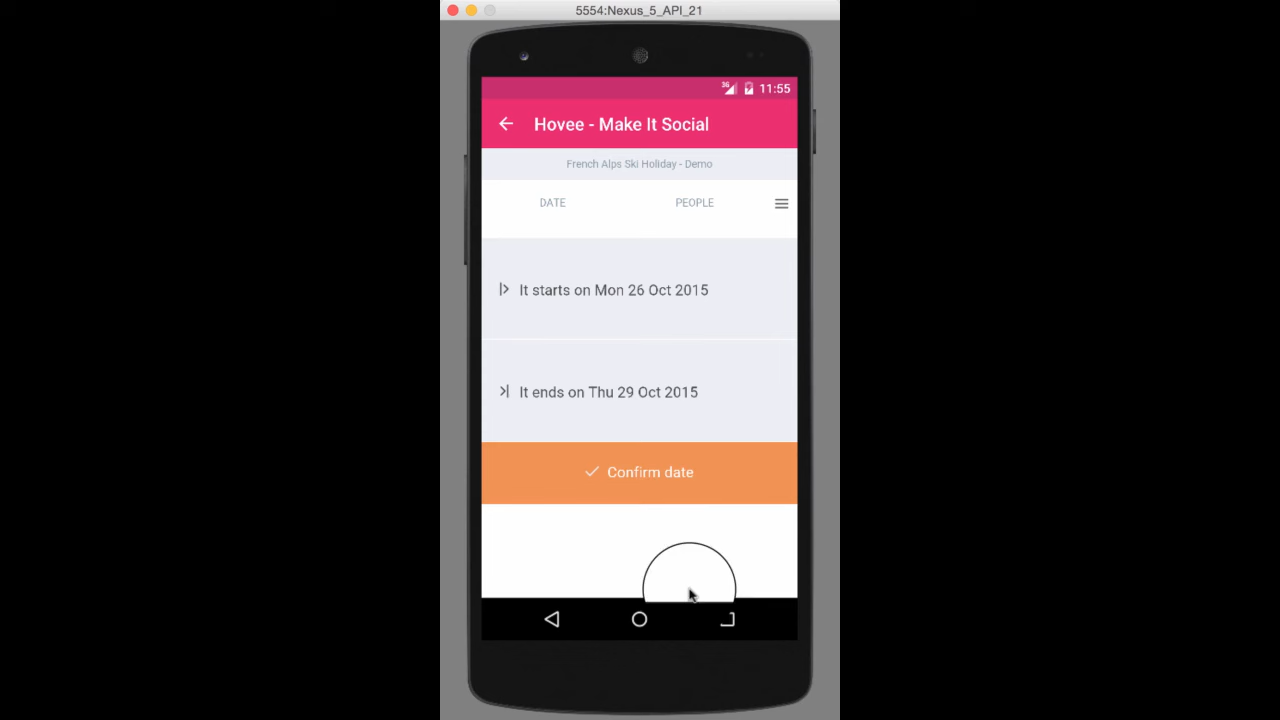 5554:Nexus_5_API_21
36 11:55
Hovee - Make It Social
French Alps Ski Holiday - Demo
DATE PEOPLE
It starts on Mon 26 Oct 2015
It ends on Thu 29 Oct 2015
Confirm date